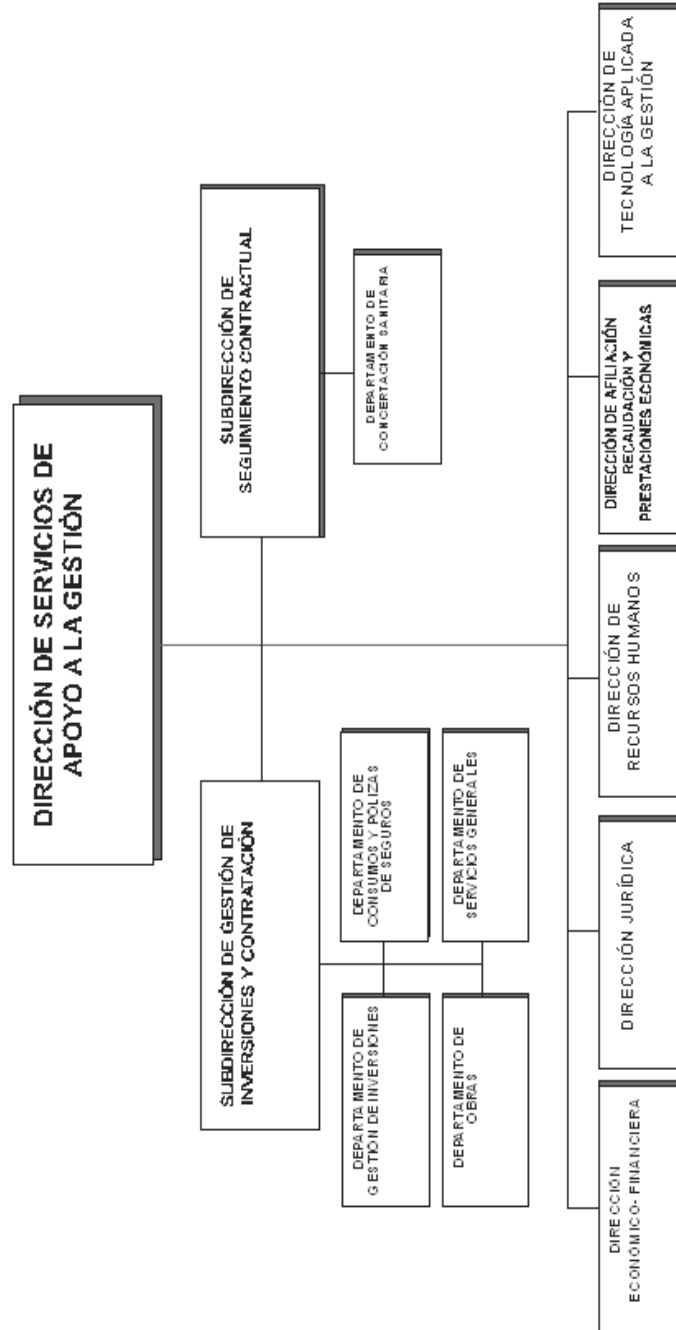 DIRECCIÓN DE SERVICIOS DE
APOYO A LA GESTIÓN
SUBDIRECCIÓN DE GESTIÓN DE
INVERSIONES Y CONTRATACIÓN
SUBDIRECCIÓN DE
SEGUIMIENTO CONTRACTUAL
DEPARTAMENTO DE
GESTIÓN DE INVERSIONES
DEPARTAMENTO DE
CONSUMOS Y PÓLIZAS
DE SEGUROS
DEPARTAMENTO DE
CONCERTACIÓN SANITARIA
DEPARTAMENTO DE
OBRAS
DEPARTAMENTO DE
SERVICIOS GENERALES
DIRECCIÓN
ECONÓMICO- FINANCIERA
DIRECCIÓN JURÍDICA
DIRECCIÓN DE
RECURSOS HUMANOS
DIRECCIÓN DE AFILIACIÓN
RECAUDACIÓN Y
PRESTACIONES ECONÓMICAS
DIRECCIÓN DE
TECNOLOGÍA APLICADA
A LA GESTIÓN